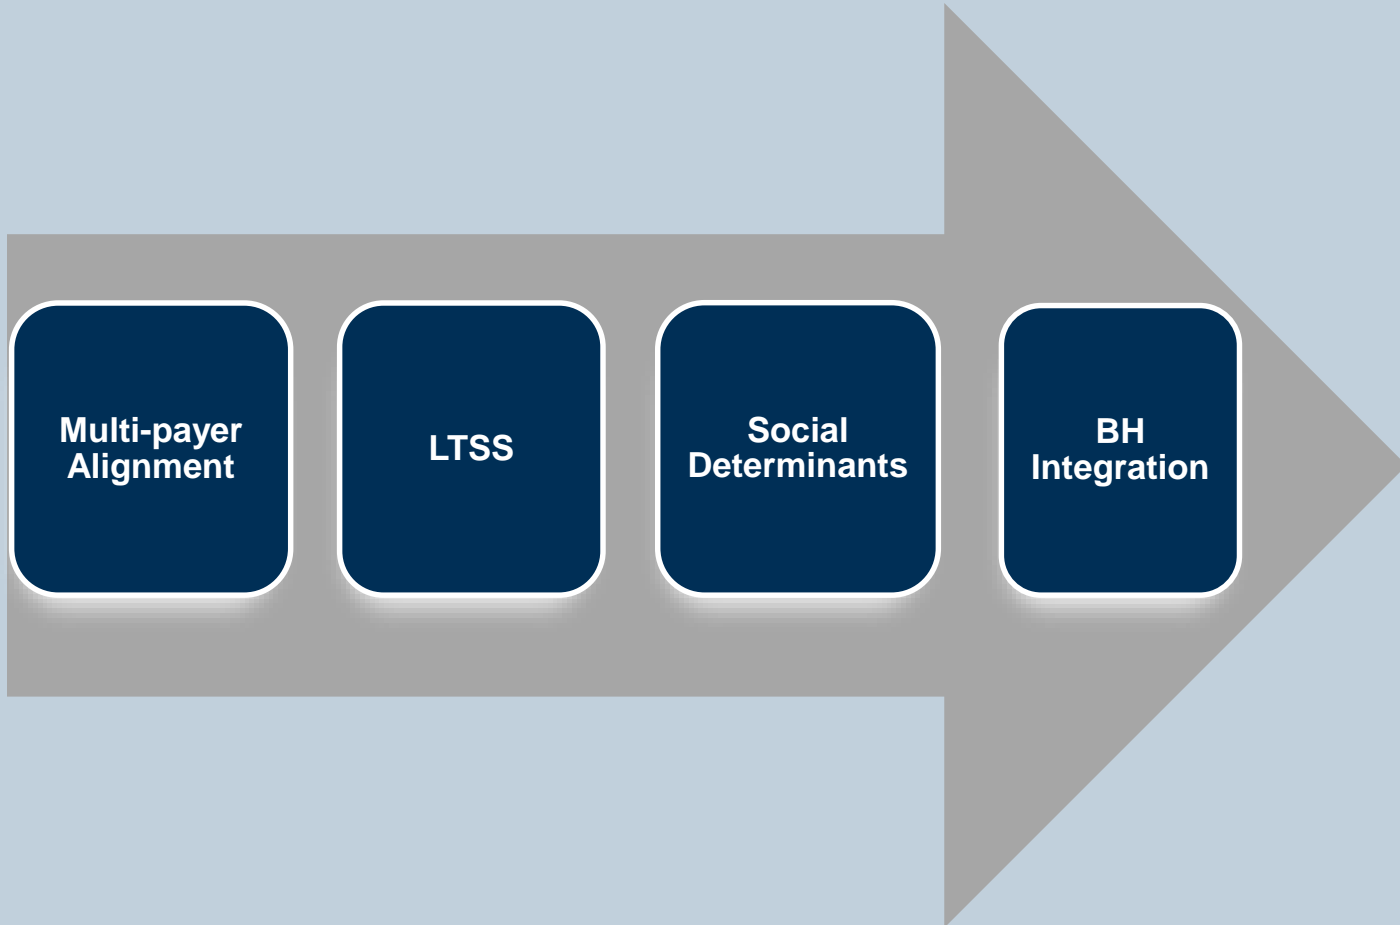 Multi-payer
Alignment
LTSS
Social
Determinants
BH
Integration